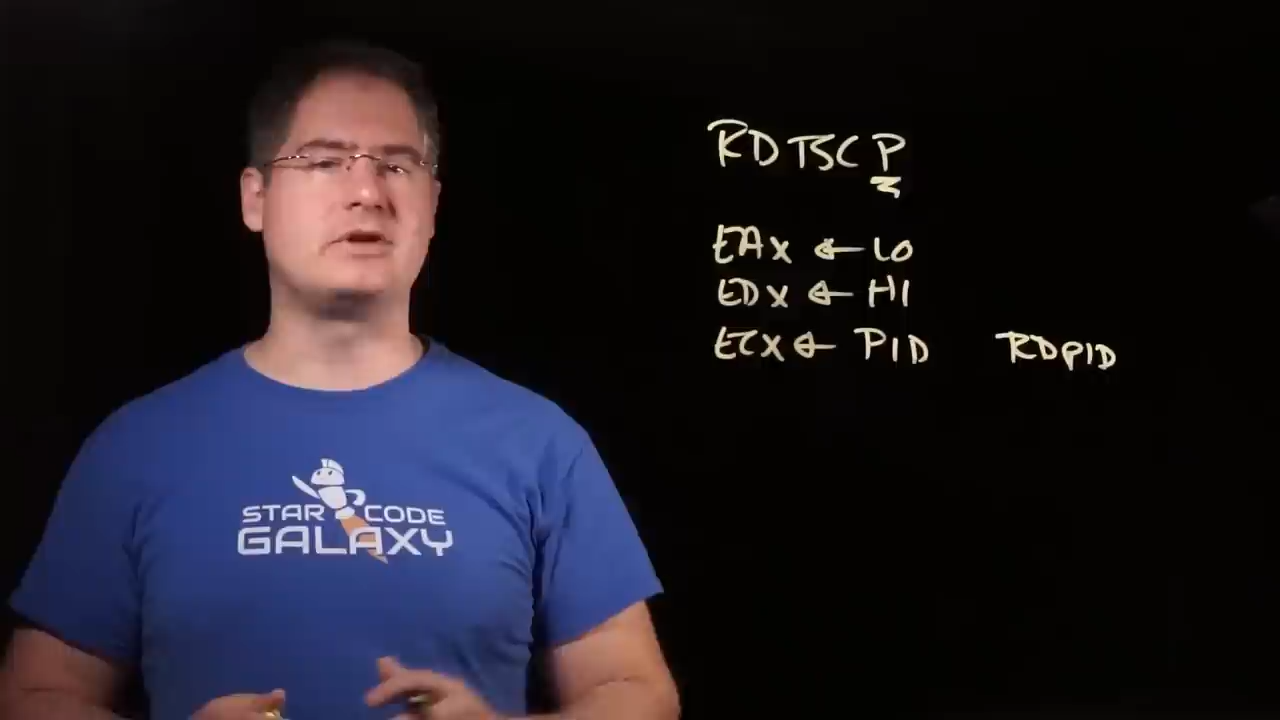 RDTSCP
EAX ← LO
EDX ← HI
ECX ← PID RDPID
STAR CODE
GALAXY